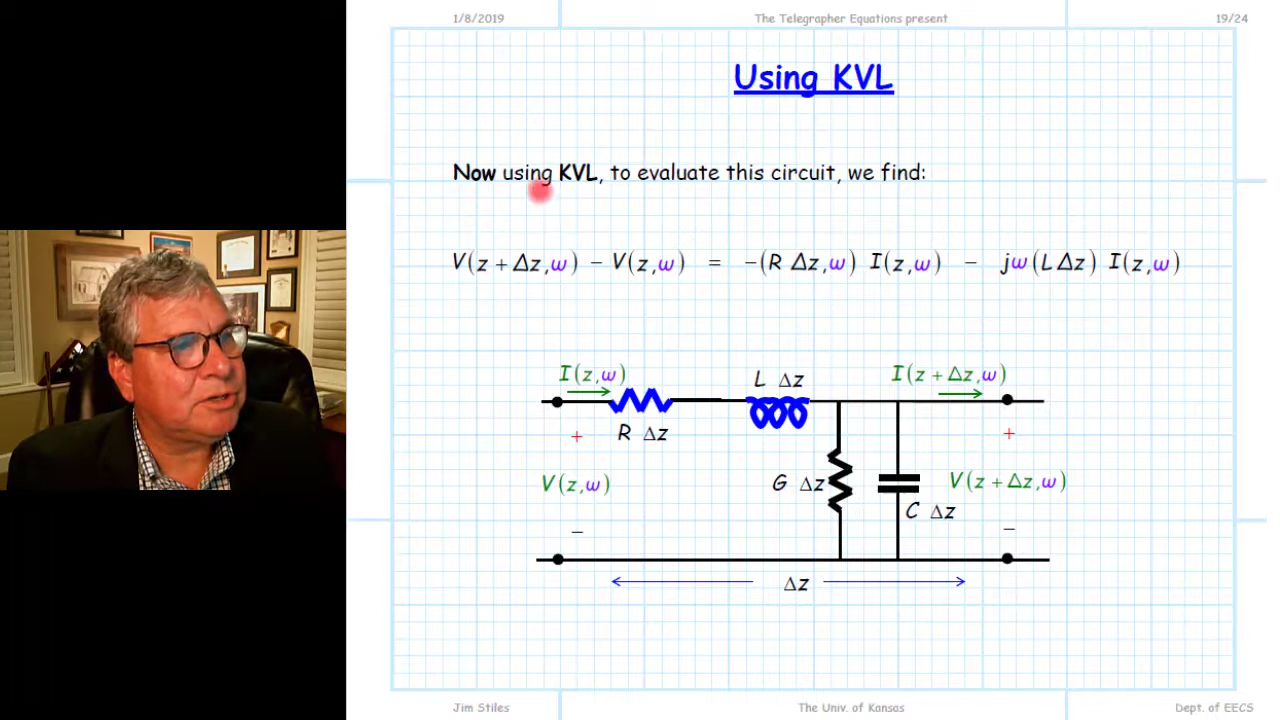 1/8/2019 The Telegrapher Equations present 19/24
Using KVL
Now using KVL, to evaluate this circuit, we find:
V(z + Δz,ω) − V(z,ω) = −(R Δz,ω) I(z,ω) − jω(L Δz) I(z,ω)
I(z,ω) L Δz I(z + Δz,ω)
+ R Δz +
V(z,ω) G Δz V(z + Δz,ω)
C Δz
− −
Δz
Jim Stiles The Univ. of Kansas Dept. of EECS